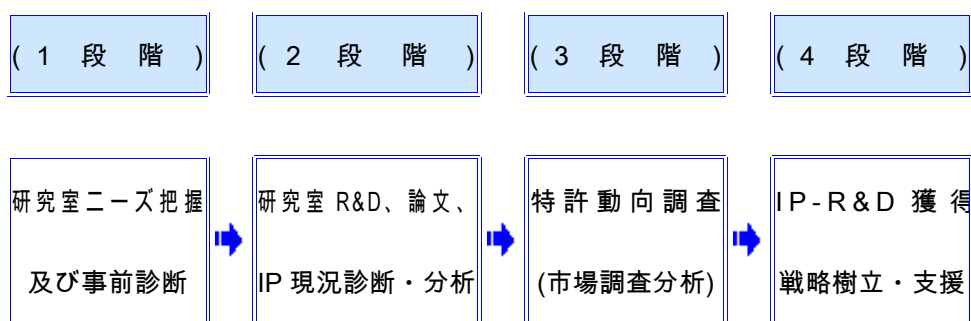 (1段階)
(2段階)
(3段階)
(4段階)
研究室ニーズ把握
及び事前診断
研究室 R&D、論文、
IP 現況診断・分析
特許動向調査
(市場調査分析)
IP-R&D 獲得
戦略樹立・支援